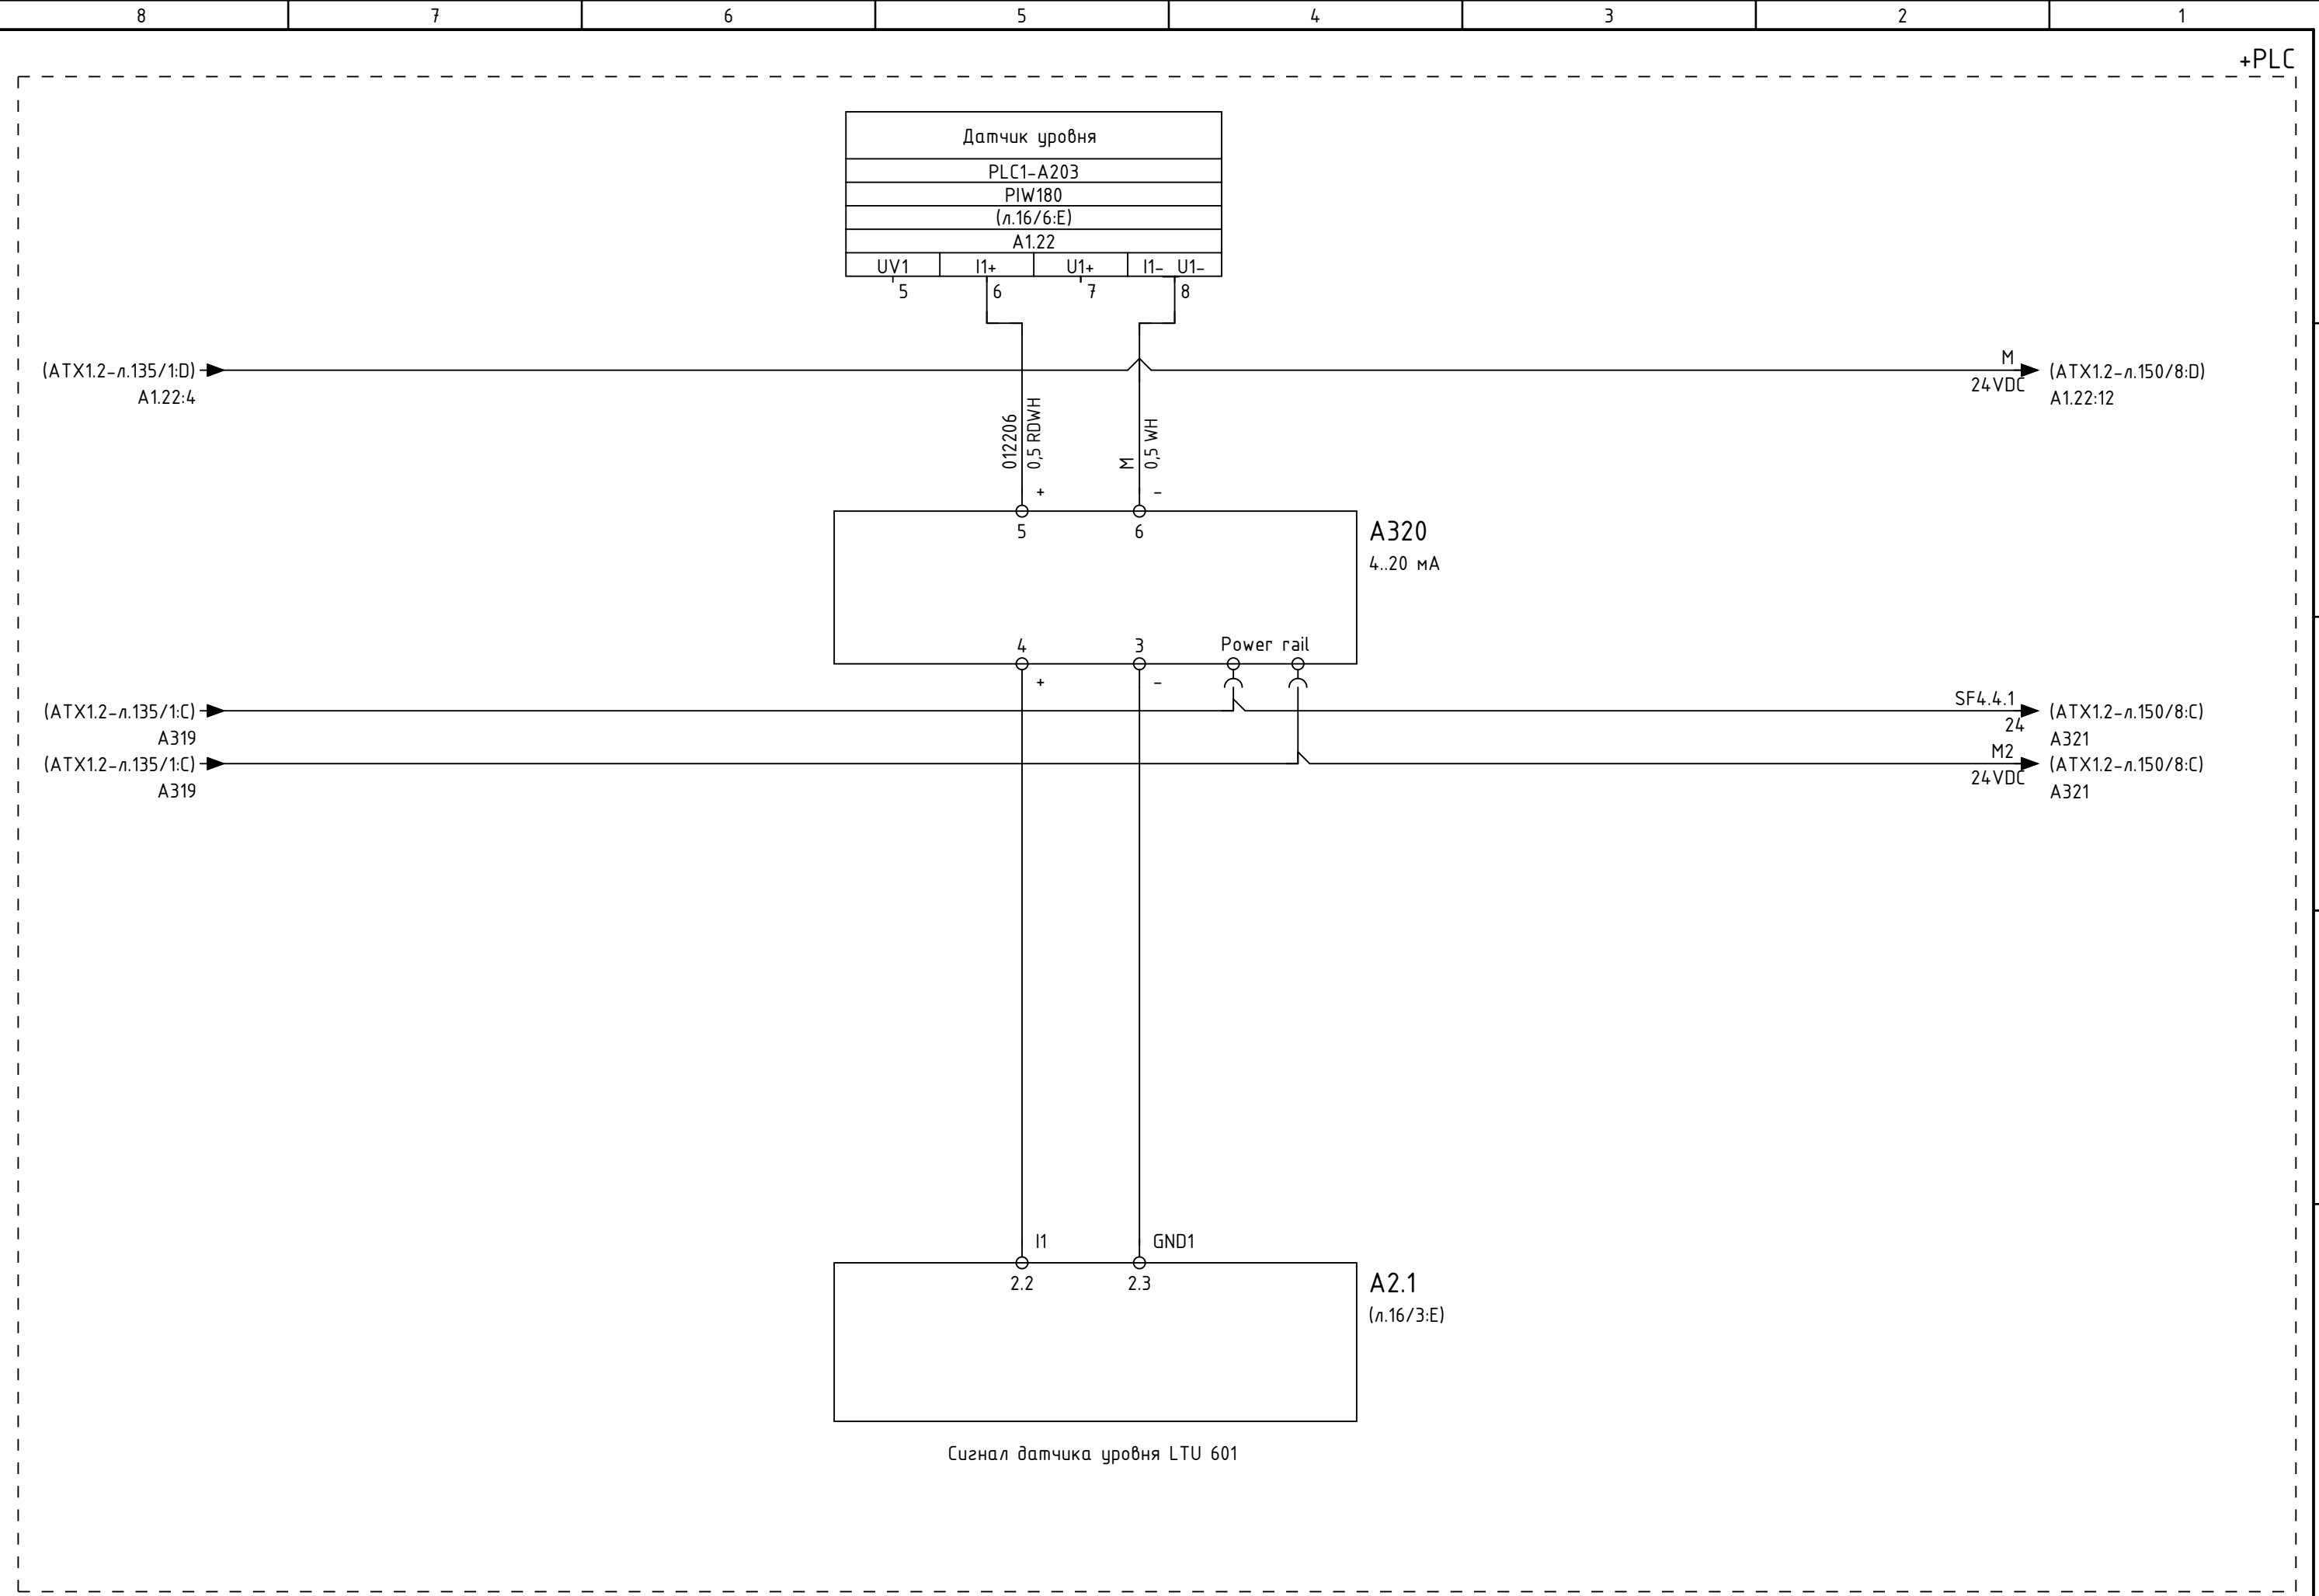 8 7 6 5 4 3 2 1
+PLC
Датчик уровня
PLC1-A203
PIW180
(л.16/6:E)
A1.22
UV1 I1+ U1+ I1- U1-
5 6 7 8
(ATX1.2-л.135/1:D)
A1.22:4
M
24VDC
(ATX1.2-л.150/8:D)
A1.22:12
012206
0,5 RDWH
M
0,5 WH
+ -
5 6
A320
4..20 мА
4 3 Power rail
+ -
(ATX1.2-л.135/1:C)
A319
SF4.4.1
24
(ATX1.2-л.150/8:C)
A321
(ATX1.2-л.135/1:C)
A319
M2
24VDC
(ATX1.2-л.150/8:C)
A321
I1 GND1
2.2 2.3
A2.1
(л.16/3:E)
Сигнал датчика уровня LTU 601